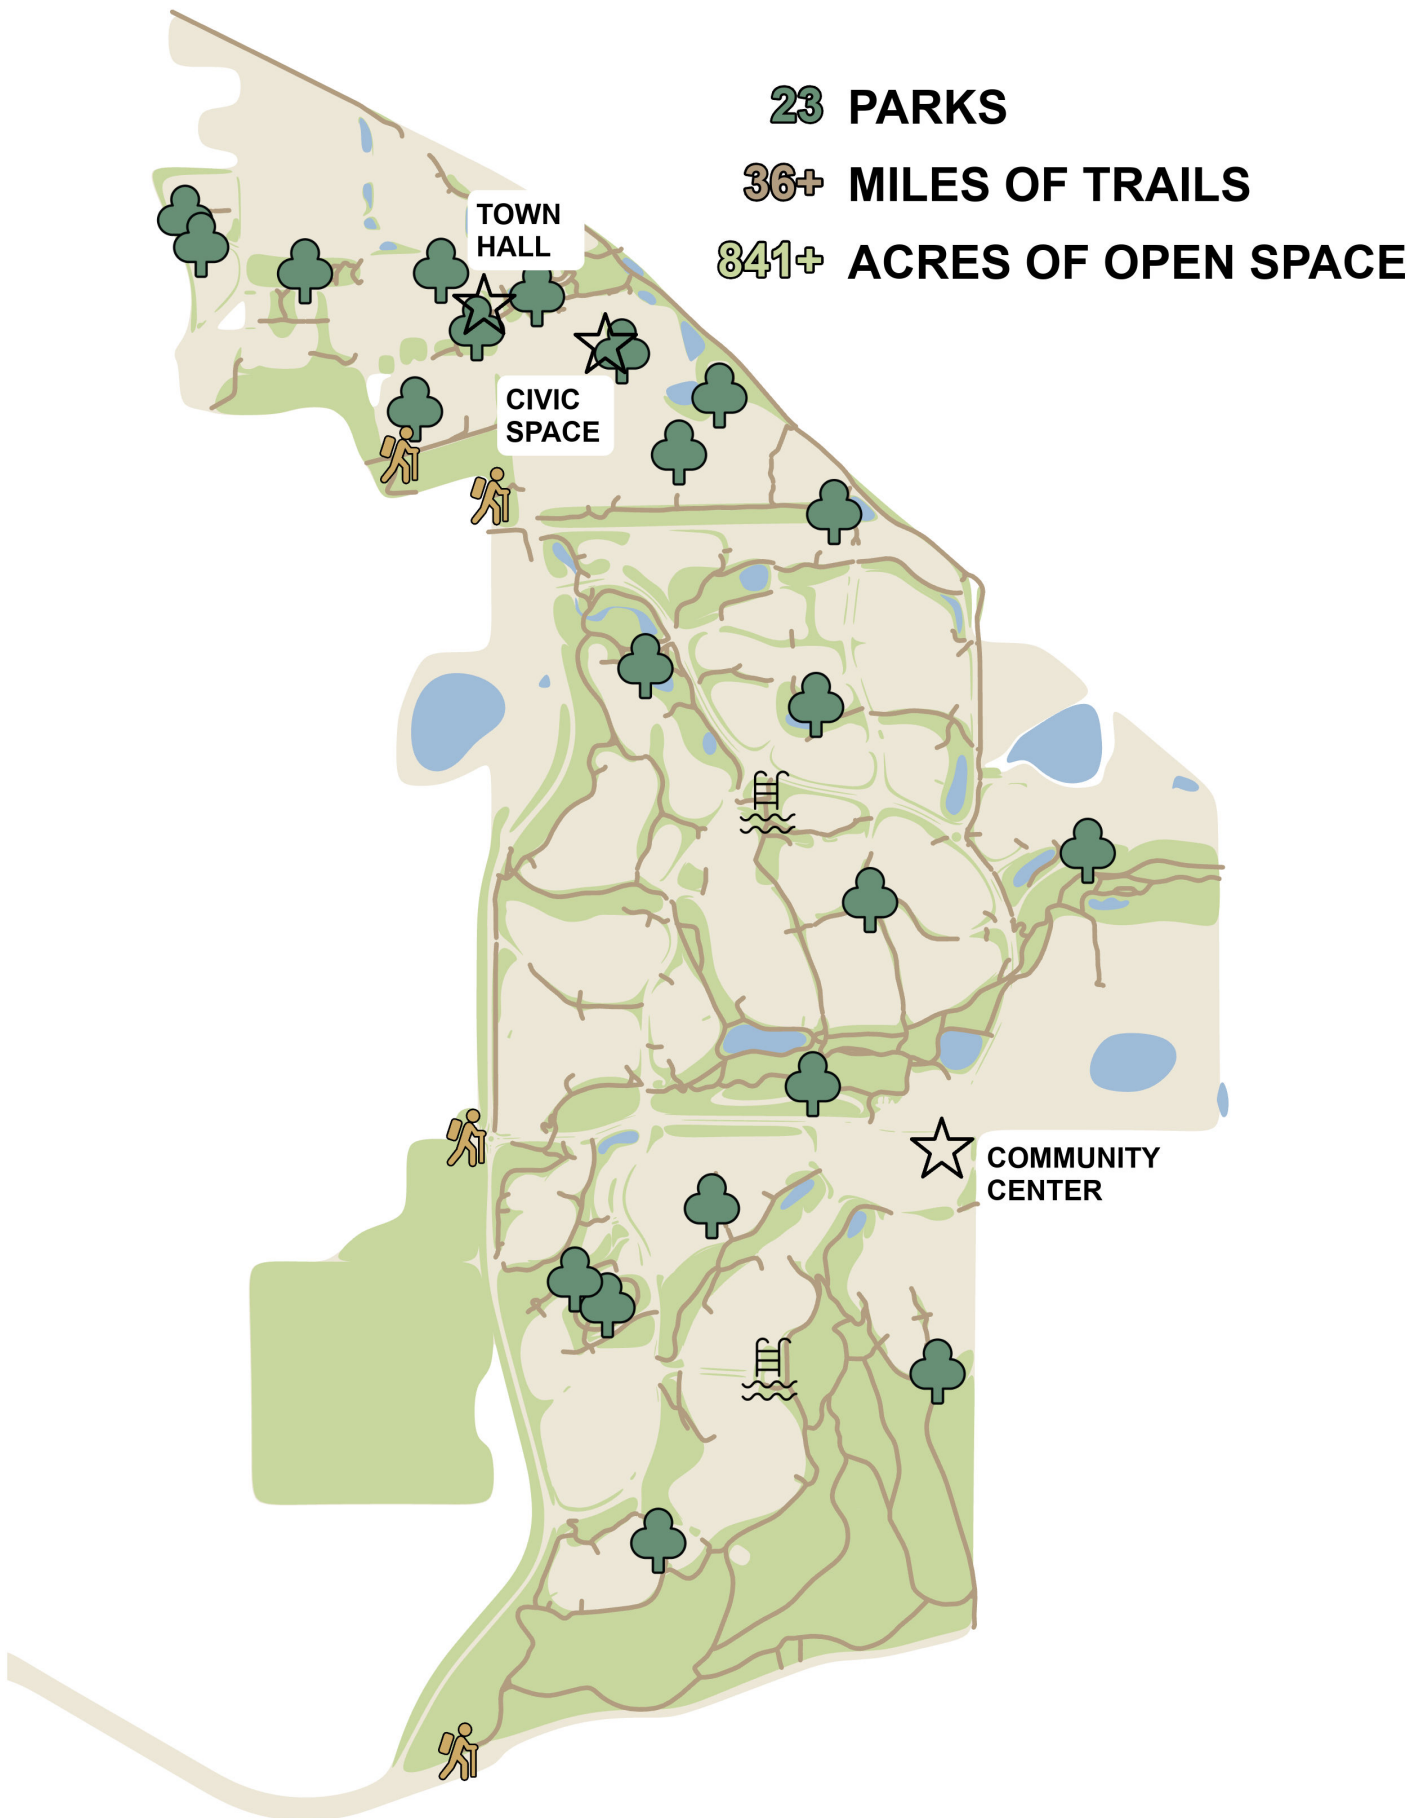 23 PARKS
36+ MILES OF TRAILS
841+ ACRES OF OPEN SPACE
TOWN
HALL
CIVIC
SPACE
COMMUNITY
CENTER